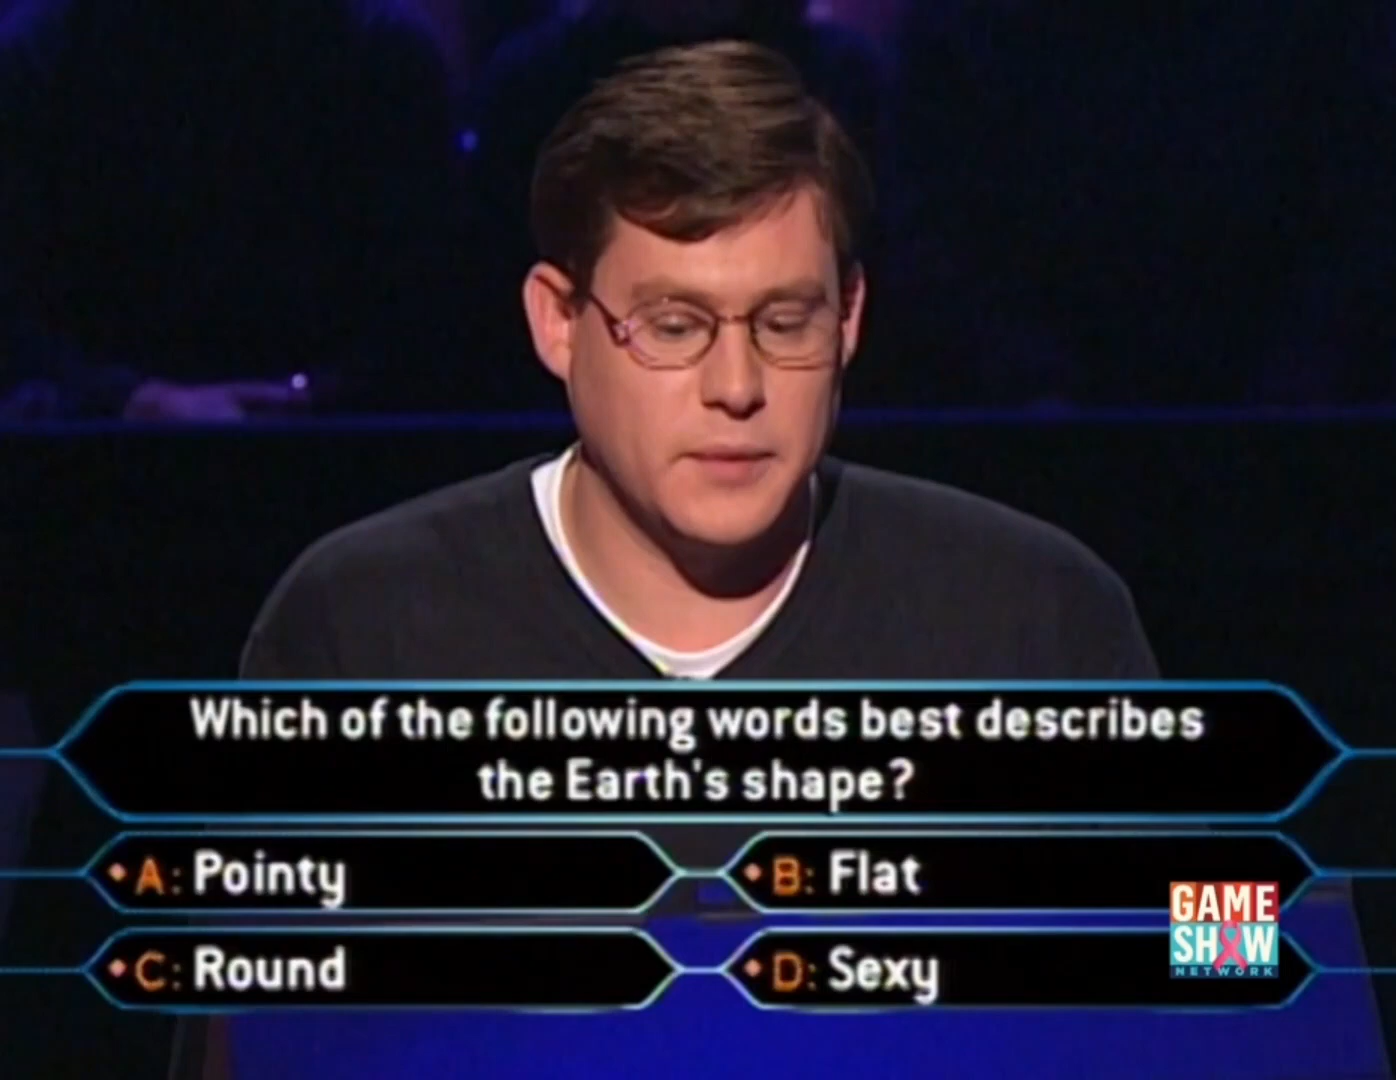 Which of the following words best describes
the Earth's shape?
A: Pointy
B: Flat
C: Round
D: Sexy
GAME
SHOW
NETWORK